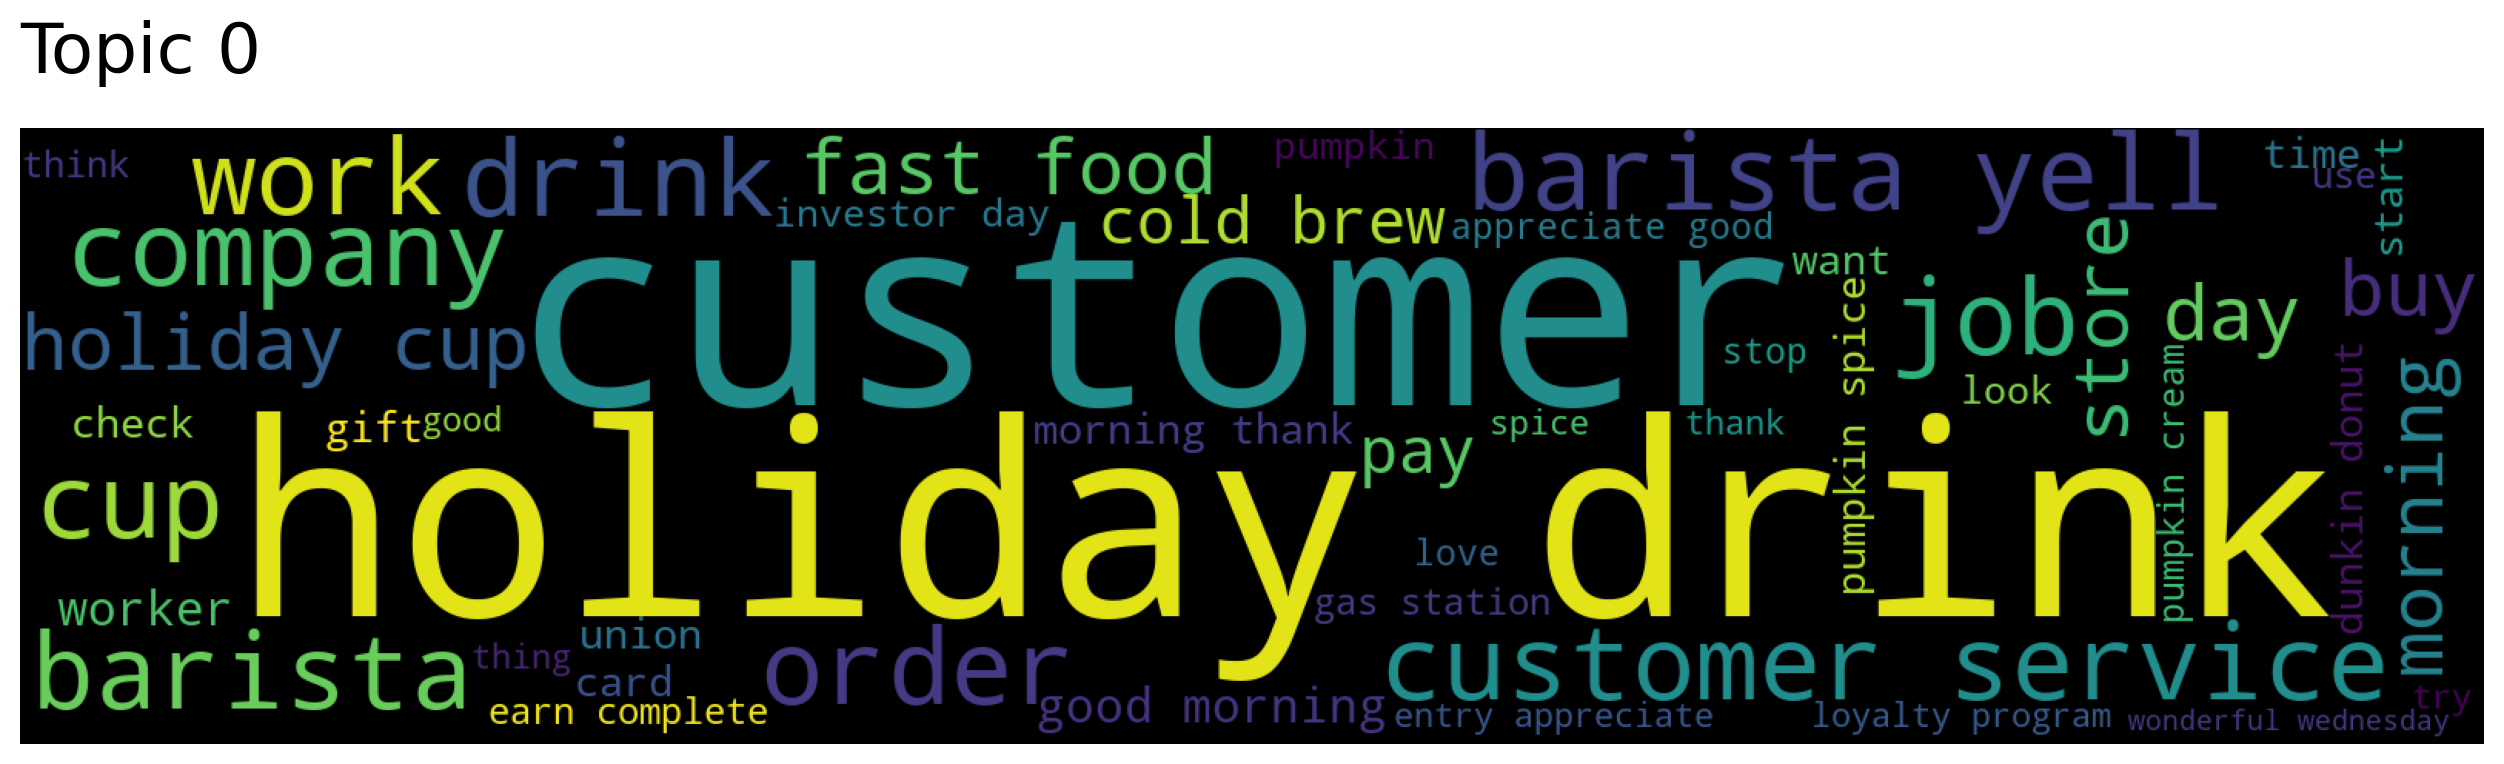 Topic 0
think
work
drink
fast food
pumpkin
barista yell
time
use
start
investor day
cold brew
appreciate good
company
customer
want
store
holiday cup
stop
pumpkin spice
job
day
buy
look
check
gift
good
morning thank
pay
spice
thank
pumpkin cream
dunkin donut
morning
cup
holiday drink
love
worker
gas station
union
barista
thing
card
order
customer service
earn complete
good morning
entry appreciate
loyalty program
wonderful wednesday
try